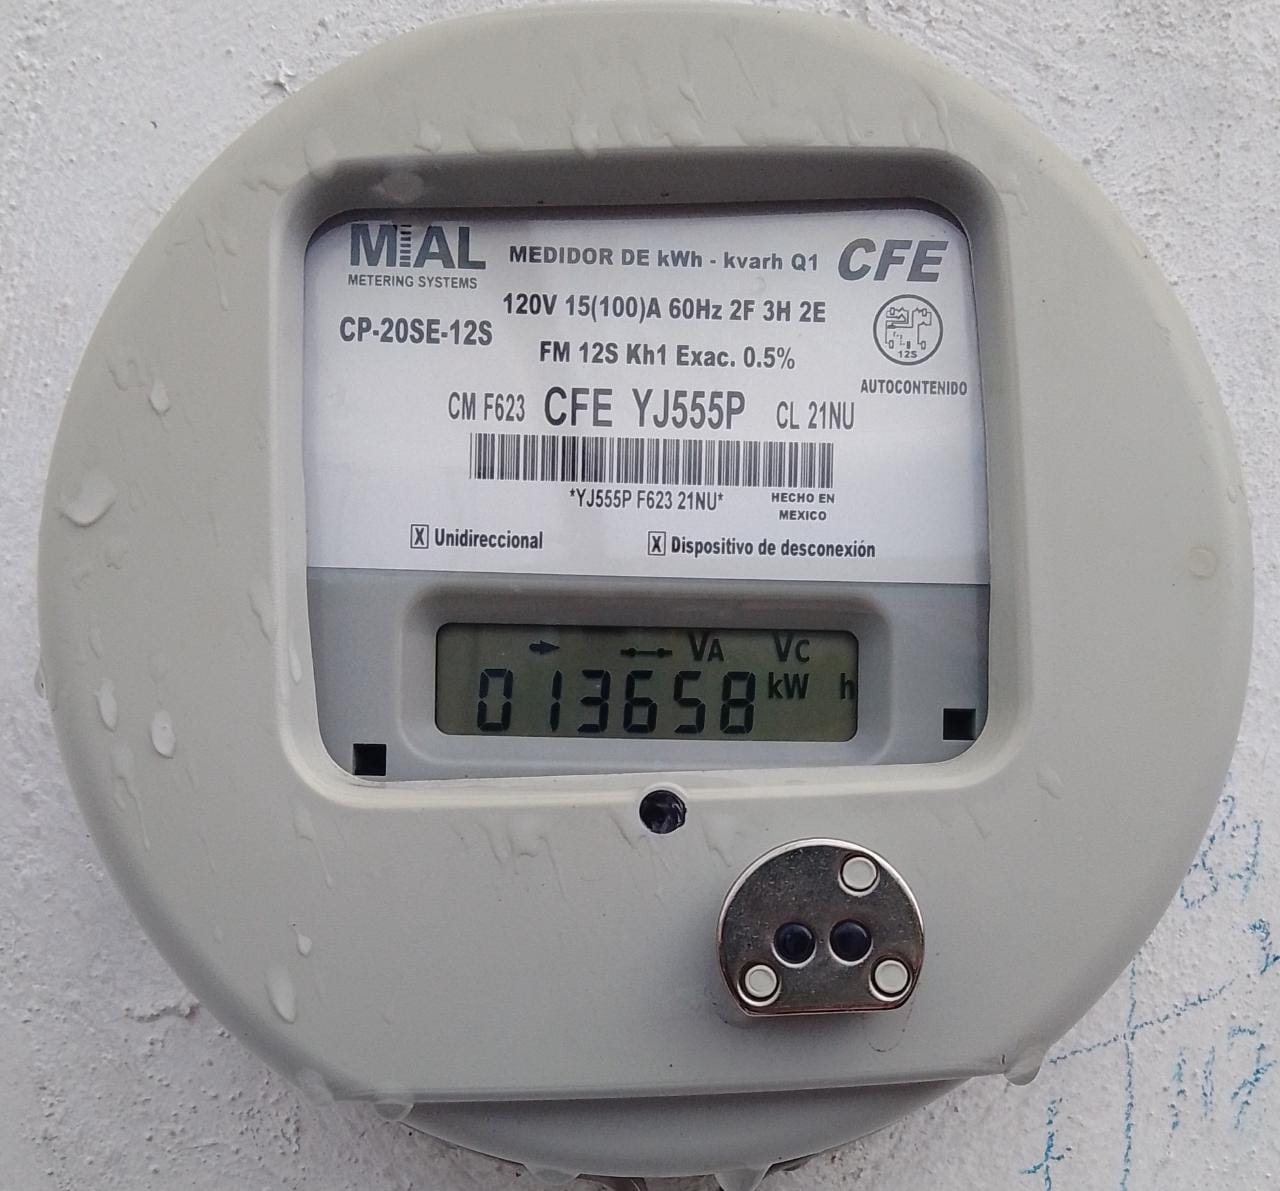 MIAL
METERING SYSTEMS
MEDIDOR DE kWh - kvarh Q1
CFE
120V 15(100)A 60Hz 2F 3H 2E
CP-20SE-12S
FM 12S Kh1 Exac. 0.5%
12S
AUTOCONTENIDO
CM F623 CFE YJ555P CL 21NU
*YJ555P F623 21NU*
HECHO EN
MEXICO
X Unidireccional
X Dispositivo de desconexión
VA VC
013658 kW h